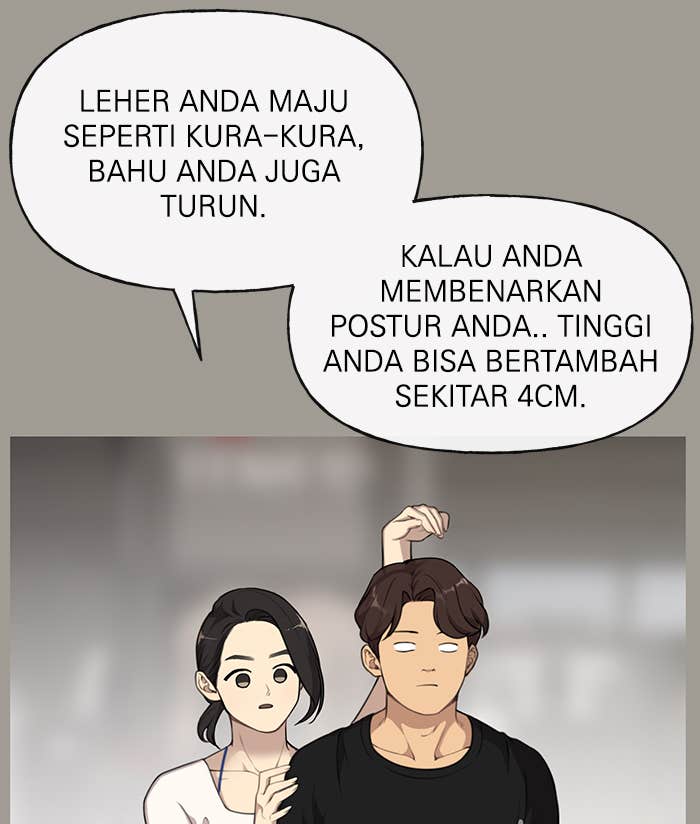 LEHER ANDA MAJU
SEPERTI KURA-KURA,
BAHU ANDA JUGA
TURUN.
KALAU ANDA
MEMBENARKAN
POSTUR ANDA.. TINGGI
ANDA BISA BERTAMBAH
SEKITAR 4CM.